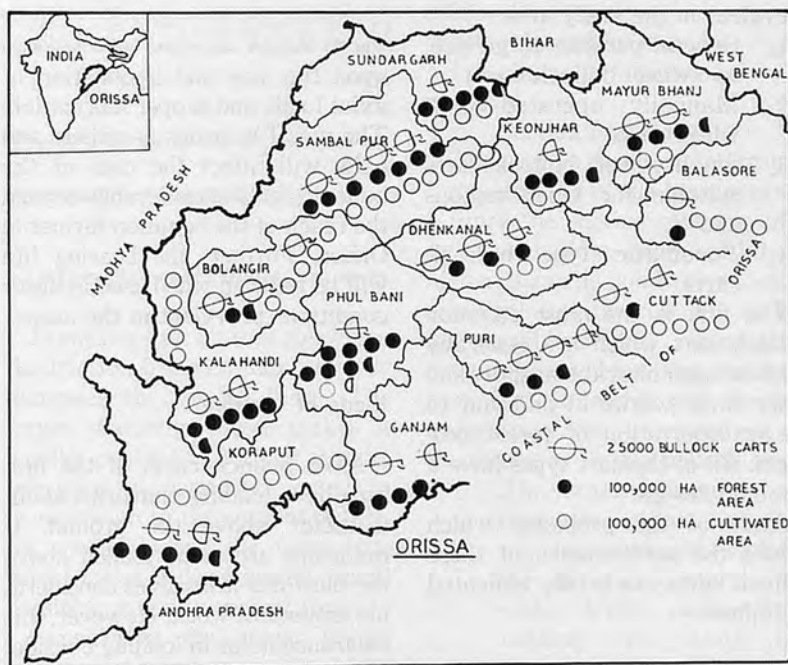 INDIA
ORISSA
BIHAR
WEST
BENGAL
SUNDARGARH
MAYUR BHANJ
SAMBAL PUR
KEONJHAR
BALASORE
MADHYA PRADESH
DHENKANAL
BOLANGIR
PHUL BANI
CUTTACK
PURI
KALAHANDI
GANJAM
KORAPUT
COASTAL BELT OF ORISSA
25000 BULLOCK
100,000 HA FOREST
AREA
100,000 HA CULTIVATED
AREA
ORISSA
ANDHRA PRADESH